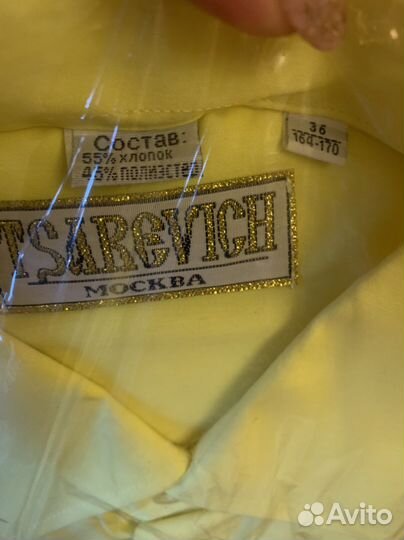 Состав:
55% хлопок
45% полиэстер
36
164-170
TSAREVICH
МОСКВА
Avito